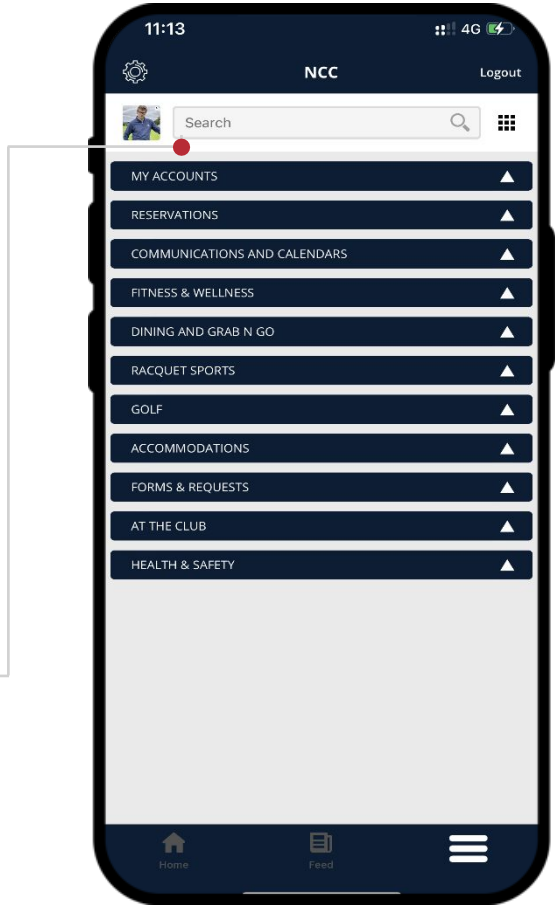 11:13
4G
NCC
Logout
Search
MY ACCOUNTS
RESERVATIONS
COMMUNICATIONS AND CALENDARS
FITNESS & WELLNESS
DINING AND GRAB N GO
RACQUET SPORTS
GOLF
ACCOMMODATIONS
FORMS & REQUESTS
AT THE CLUB
HEALTH & SAFETY
Home
Feed